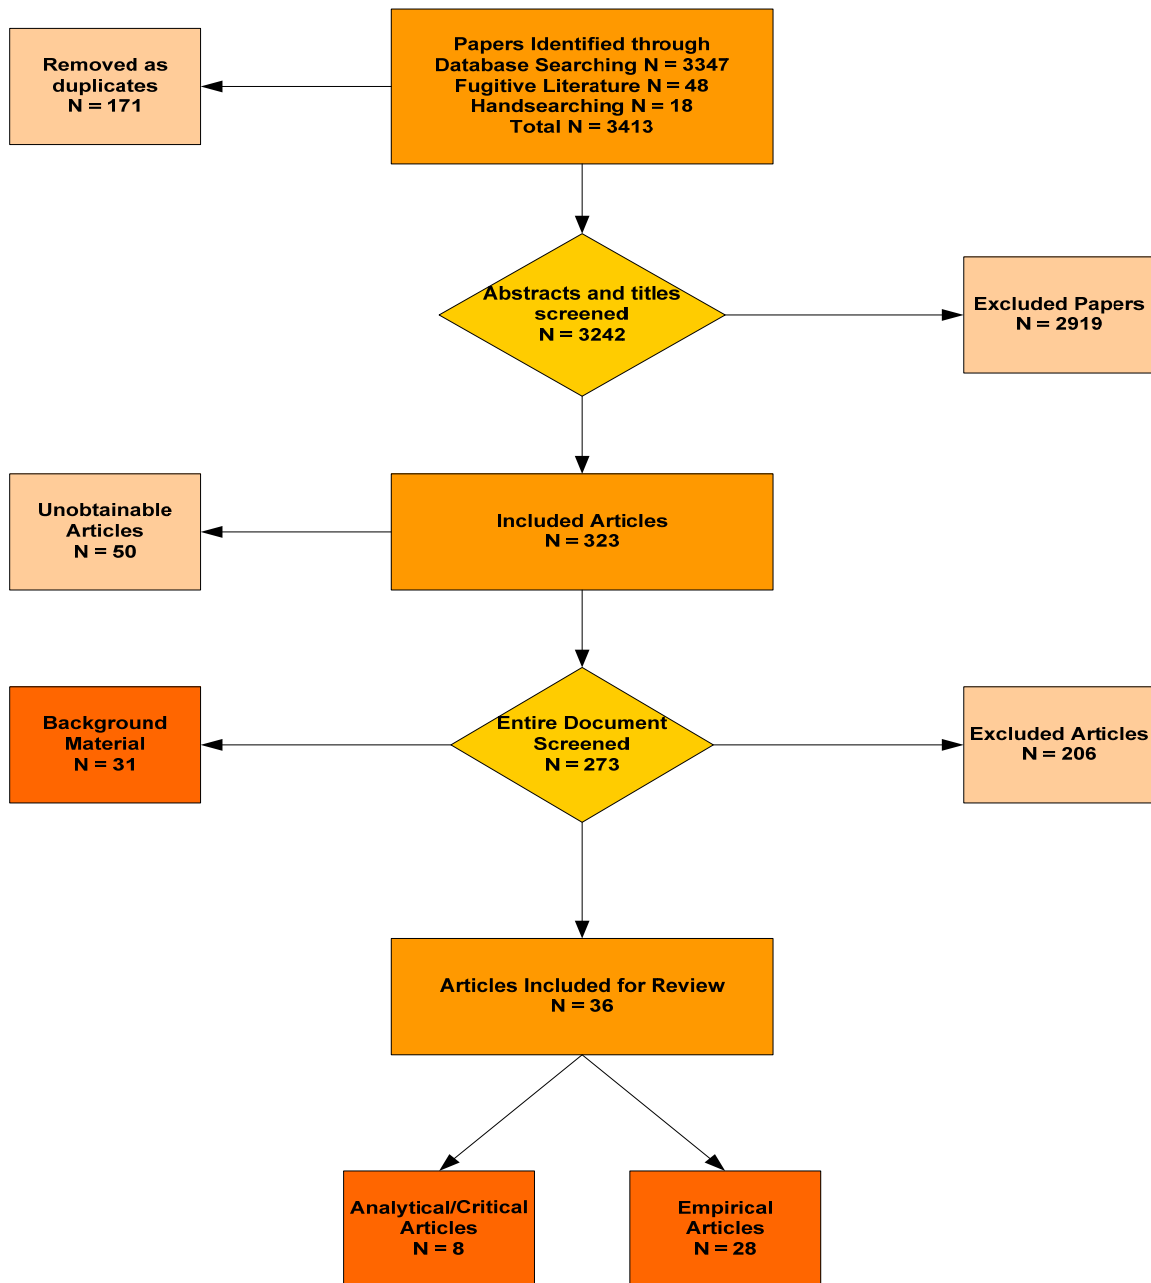 Papers Identified through
Database Searching N = 3347
Fugitive Literature N = 48
Handsearching N = 18
Total N = 3413
Removed as
duplicates
N = 171
Abstracts and titles
screened
N = 3242
Excluded Papers
N = 2919
Included Articles
N = 323
Unobtainable
Articles
N = 50
Entire Document
Screened
N = 273
Background
Material
N = 31
Excluded Articles
N = 206
Articles Included for Review
N = 36
Analytical/Critical
Articles
N = 8
Empirical
Articles
N = 28